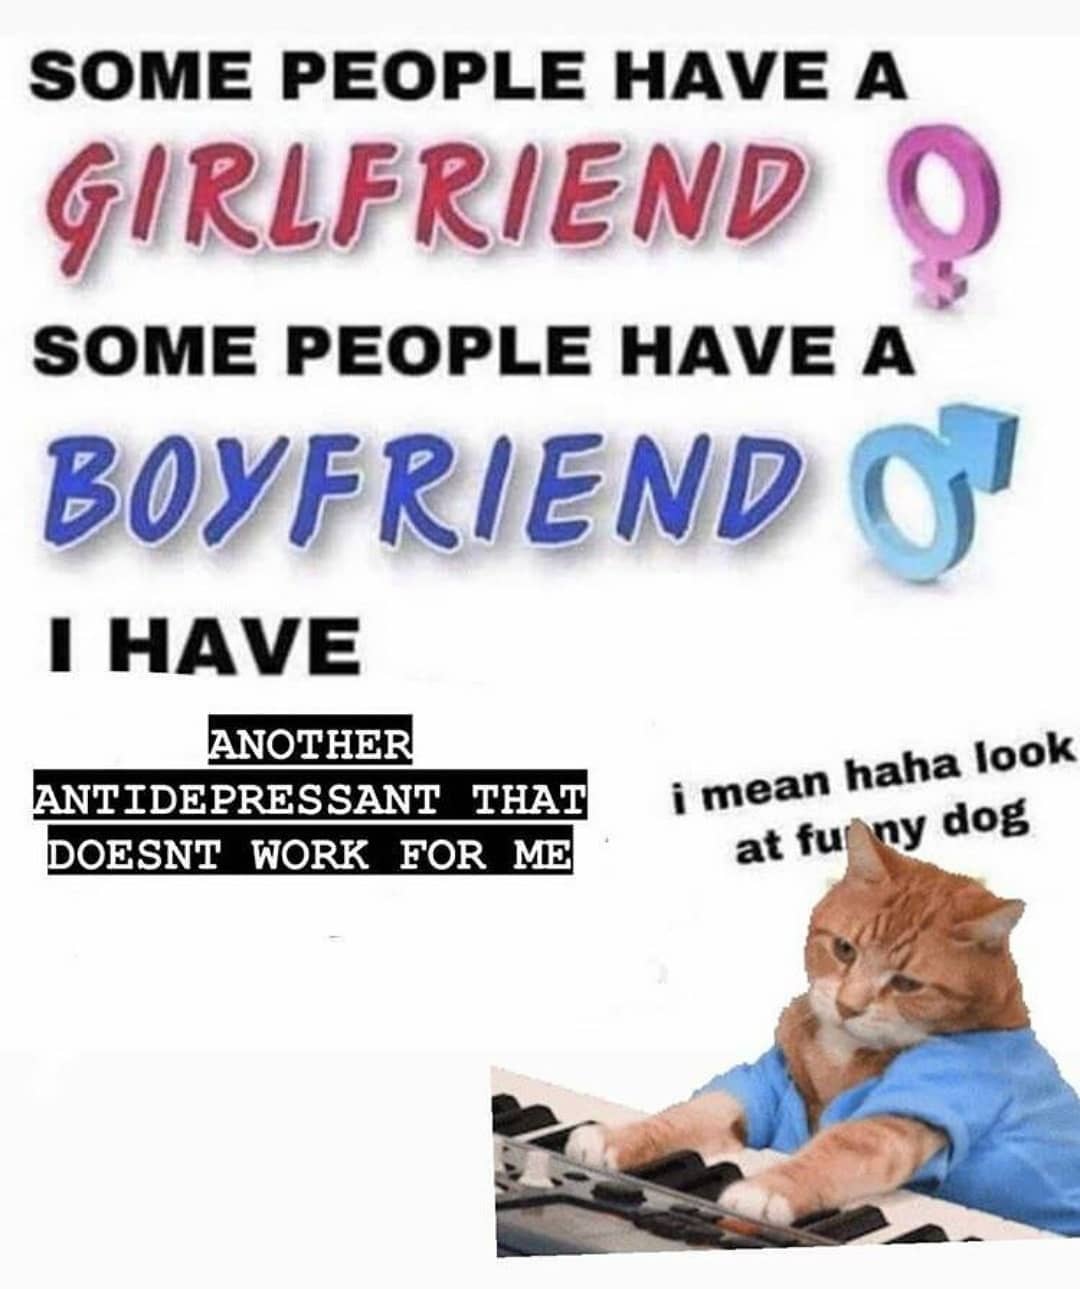 SOME PEOPLE HAVE A
GIRLFRIEND
SOME PEOPLE HAVE A
BOYFRIEND
I HAVE
ANOTHER
ANTIDEPRESSANT THAT
DOESNT WORK FOR ME
i mean haha look
at funny dog